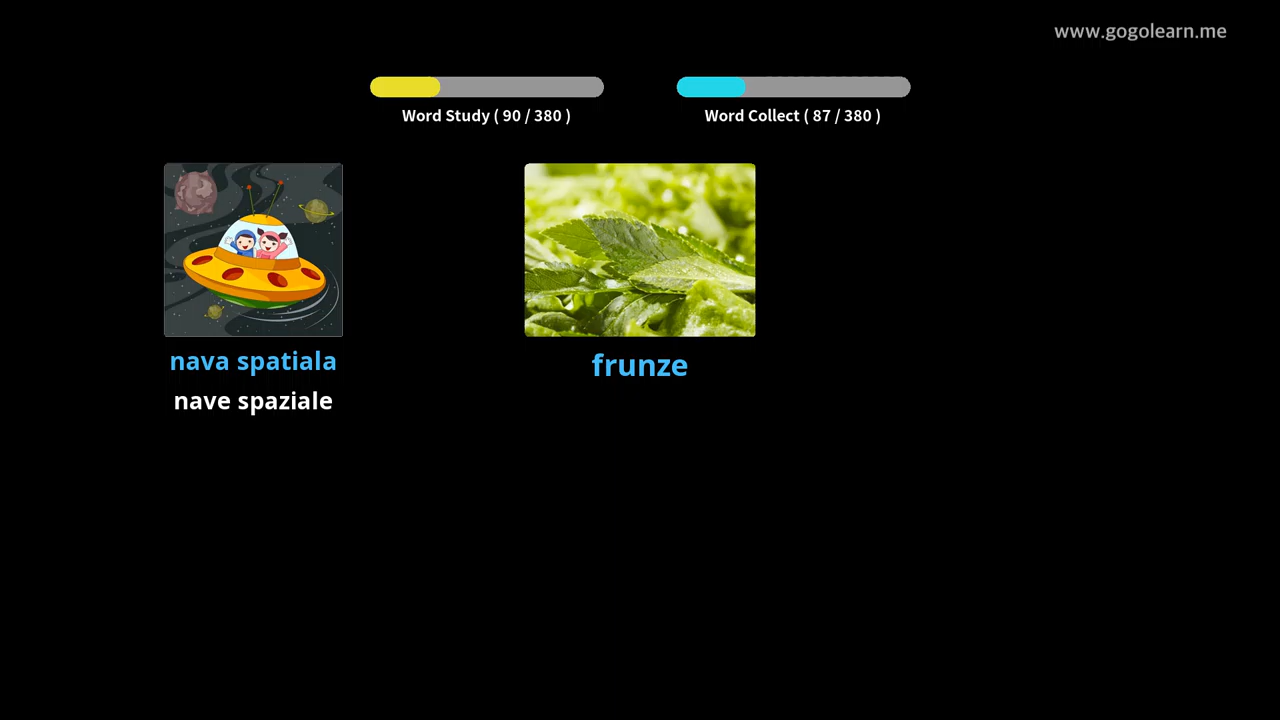 www.gogolearn.me
Word Study ( 90 / 380 )
Word Collect ( 87 / 380 )
nava spatiala
nave spaziale
frunze